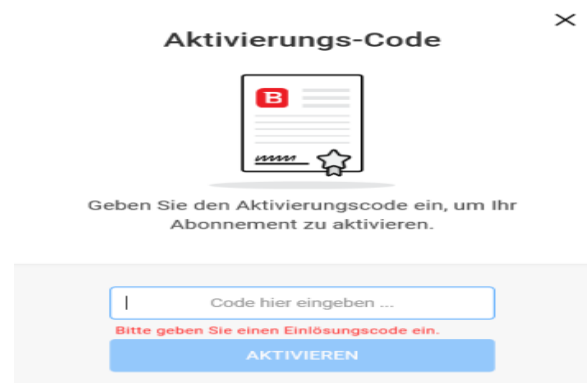 Aktivierungs-Code
B
Geben Sie den Aktivierungscode ein, um Ihr
Abonnement zu aktivieren.
Code hier eingeben ...
Bitte geben Sie einen Einlösungscode ein.
AKTIVIEREN